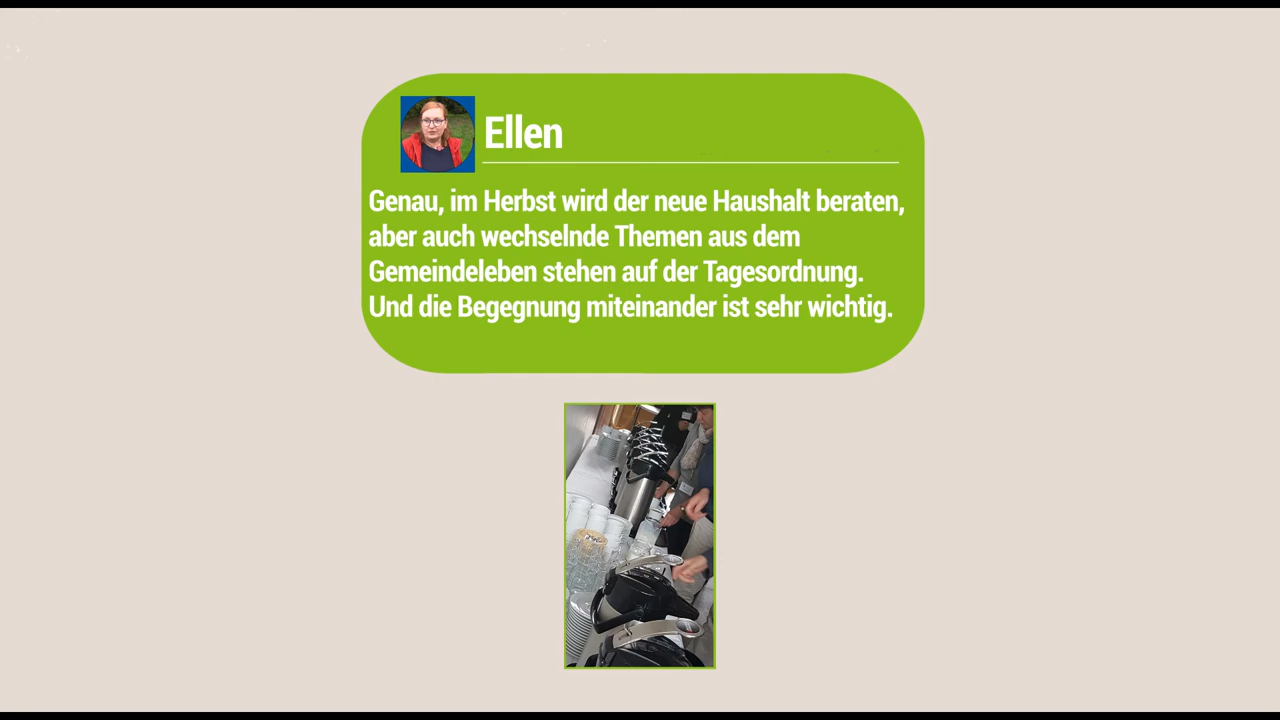 Ellen
Genau, im Herbst wird der neue Haushalt beraten,
aber auch wechselnde Themen aus dem
Gemeindeleben stehen auf der Tagesordnung.
Und die Begegnung miteinander ist sehr wichtig.